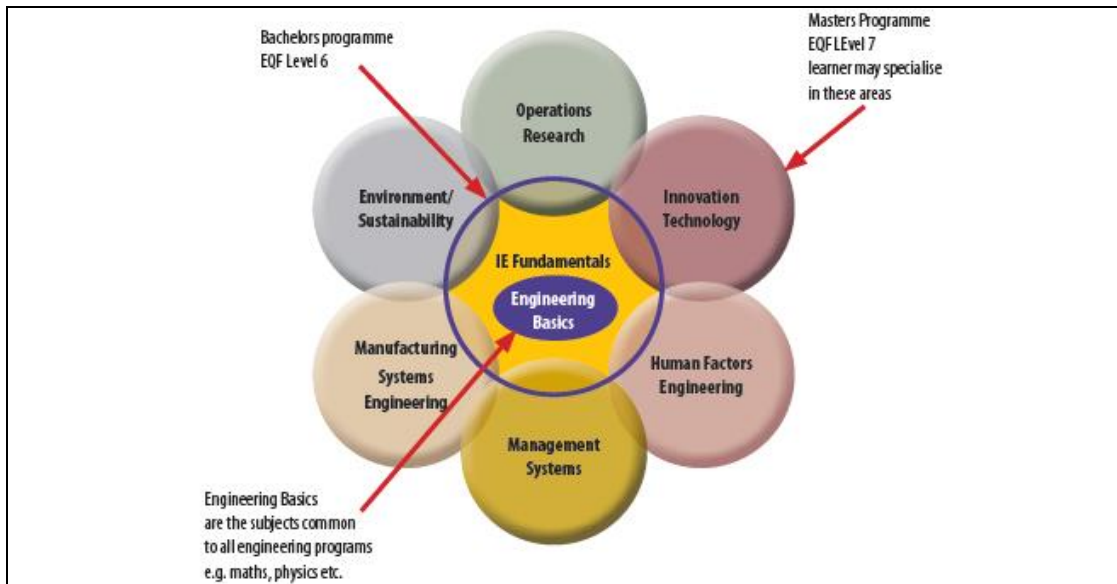 Bachelors programme
EQF Level 6
Masters Programme
EQF LEvel 7
learner may specialise
in these areas
Operations
Research
Environment/
Sustainability
Innovation
Technology
IE Fundamentals
Engineering
Basics
Manufacturing
Systems
Engineering
Human Factors
Engineering
Management
Systems
Engineering Basics
are the subjects common
to all engineering programs
e.g. maths, physics etc.